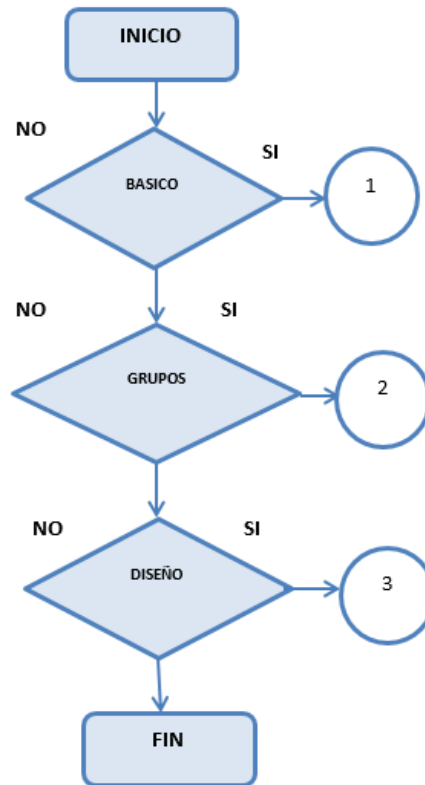 INICIO
NO
SI
BASICO
1
NO
SI
GRUPOS
2
NO
SI
DISEÑO
3
FIN